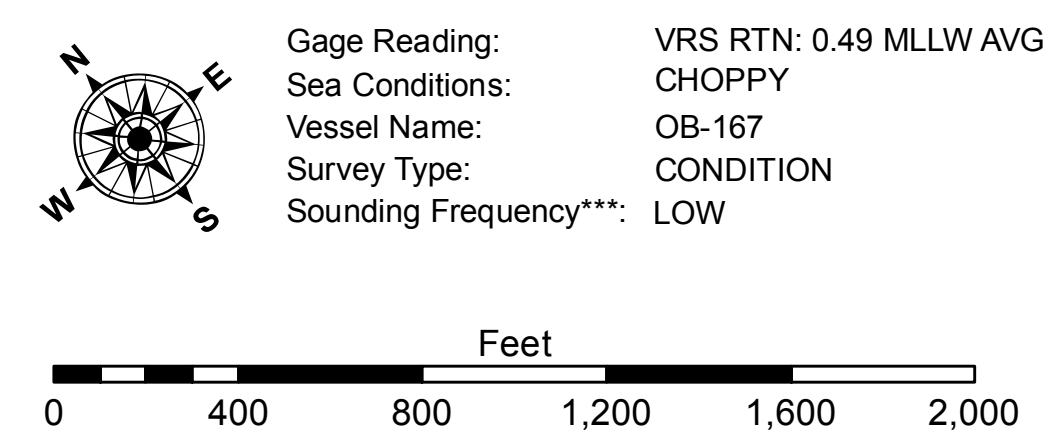 N
E
W
S
Gage Reading: VRS RTN: 0.49 MLLW AVG
Sea Conditions: CHOPPY
Vessel Name: OB-167
Survey Type: CONDITION
Sounding Frequency***: LOW
Feet
0 400 800 1,200 1,600 2,000